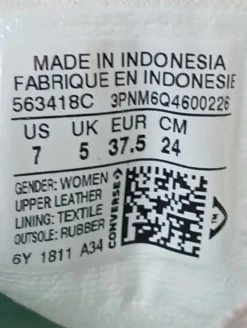 MADE IN INDONESIA
FABRIQUE EN INDONESIE
563418C 3PNM6Q4600226
US UK EUR CM
7 5 37.5 24
GENDER: WOMEN
UPPER LEATHER
LINING: TEXTILE
OUTSOLE: RUBBER
6Y 1811 A34
CONVERSE